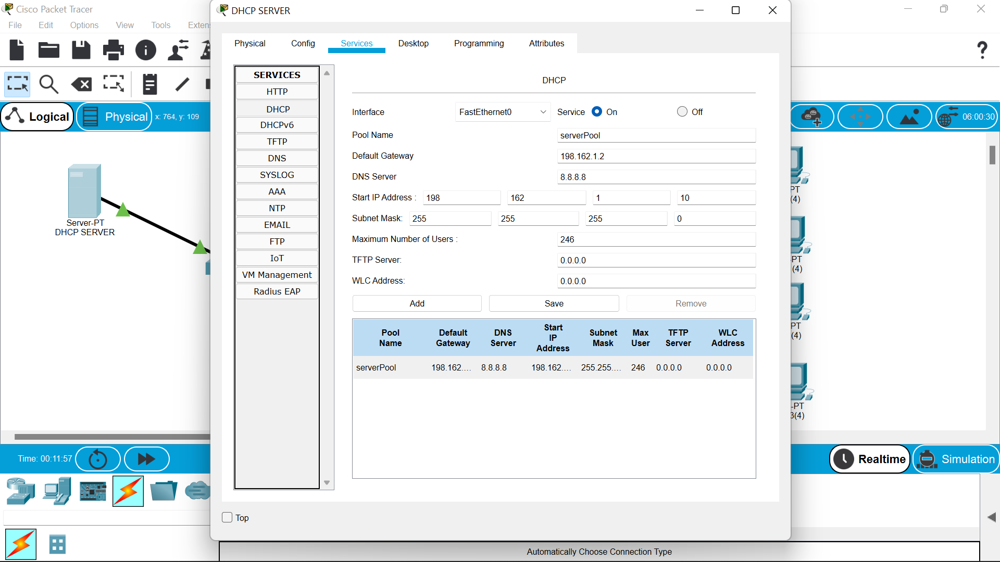 Cisco Packet Tracer
File Edit Options View Tools Exten
DHCP SERVER
Physical Config Services Desktop Programming Attributes
Logical
Physical
x: 764, y: 109
06:00:30
Server-PT
DHCP SERVER
SERVICES
HTTP
DHCP
DHCPv6
TFTP
DNS
SYSLOG
AAA
NTP
EMAIL
FTP
IoT
VM Management
Radius EAP
DHCP
Interface FastEthernet0 Service On Off
Pool Name serverPool
Default Gateway 198.162.1.2
DNS Server 8.8.8.8
Start IP Address : 198 162 1 10
Subnet Mask: 255 255 255 0
Maximum Number of Users : 246
TFTP Server: 0.0.0.0
WLC Address: 0.0.0.0
Add Save Remove
Pool Name Default Gateway DNS Server Start IP Address Subnet Mask Max User TFTP Server WLC Address
serverPool 198.162.... 8.8.8.8 198.162.... 255.255.... 246 0.0.0.0 0.0.0.0
Top
PT
(4)
-PT
(4)
PT
(4)
-PT
3(4)
Time: 00:11:57
Realtime
Simulation
Automatically Choose Connection Type